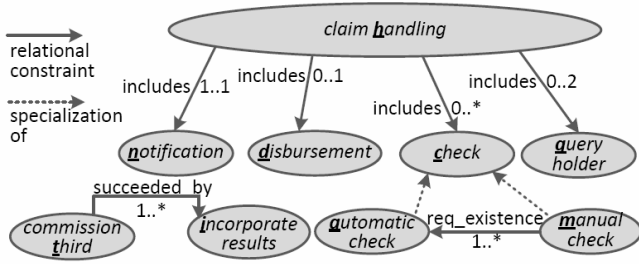 claim handling
relational
constraint
includes 1..1
includes 0..1
includes 0..*
includes 0..2
specialization
of
notification
disbursement
check
query
holder
succeeded_by
1..*
commission
third
incorporate
results
automatic
check
req_existence
1..*
manual
check